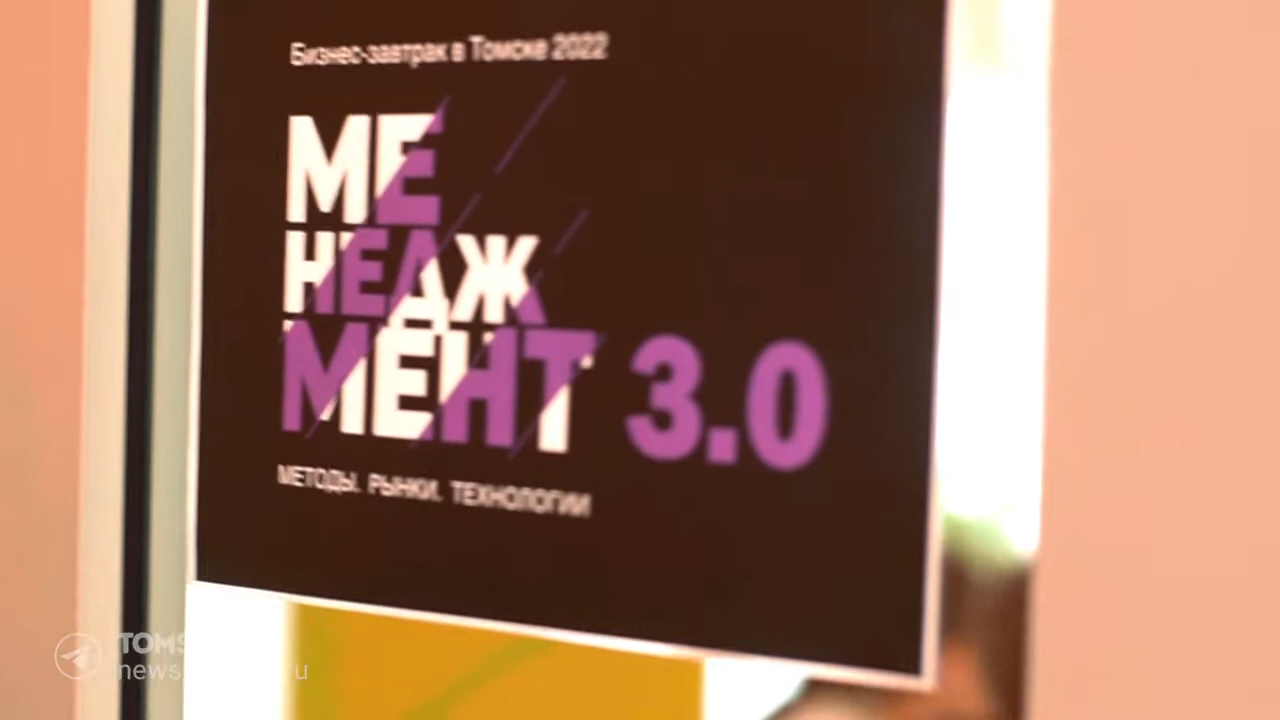 Бизнес-завтрак в Томске 2022
МЕ
НЕДЖ
МЕНТ 3.0
МЕТОДЫ. РЫНКИ. ТЕХНОЛОГИИ